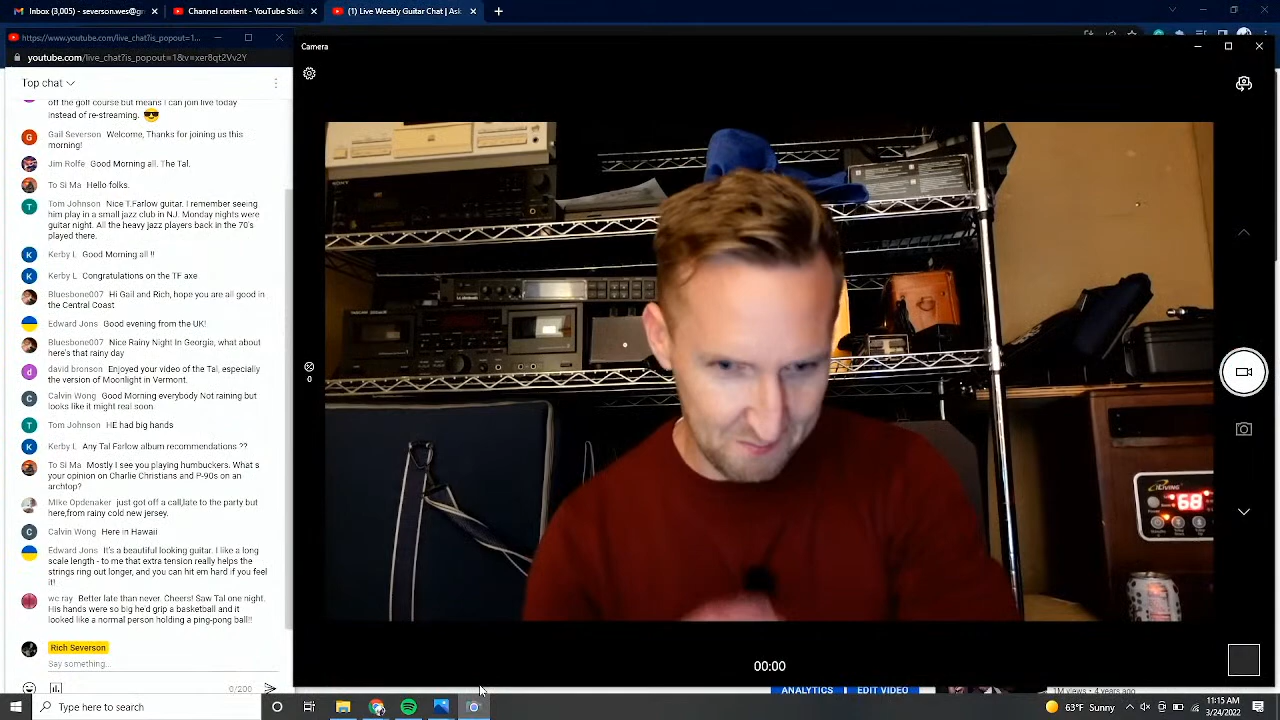 Inbox (3,005) - seversonwes@gr
Channel content - YouTube Studi
(1) Live Weekly Guitar Chat | Ask
https://www.youtube.com/live_chat?is_popout=1...
youtube.com/live_chat?is_popout=1&v=xer8qt2Vv2Y
Camera
Top chat
off the golf course but means I can join live today
instead of re-streaming. 😎
Gail Severson Welcome, Thanks for joining us this
morning!
Jim Rolfe Good Morning all. The Tal.
To Si Ma Hello folks.
Tom Johnson Nice T.Farlow guitar. I remember seeing
him play in a small jazz club in N.J. Monday nights were
guitar night. All the heavy jazz players back in the 70's
played there.
Kerby L Good Morning all !!
Kerby L Congratulations on the TF axe.
Bluesbone007 Hi Gail and Rich, hope you are all good in
the Central Coast
Edward Jons Good evening from the UK!
Bluesbone007 Nice Rainy Night In Georgia, what about
here's that rainy day
david bronson Enjoying your video of the Tal, especially
the version of Moonlight in Vermont.
Calvin Wong Good Morning everybody! Not raining but
looks like it might real soon.
Tom Johnson HE had big hands
Kerby L Any Tal Farlow album recommendations ??
To Si Ma Mostly I see you playing humbuckers. What s
your opinion on Charlie Christians and P-90s on an
archtop?
Mike Opdenaker just got off a call,late to the party but
here,from rainy cold new jersey.
Calvin Wong Here in Hawaii
Edward Jons It's a beautiful looking guitar. I like a long
scale length - to me that extra tension really helps the
strings ring out longer, and you can hit em hard if you feel
it!
wc ray Better late than never. Cheers! Saw Tal one night.
His hands were so big he'd grip a basketball and it
looked like a normal person holding a ping-pong ball!!
Rich Severson
Say something...
0/200
0
SONY
TASCAM
iLIVING
68
Power
00:00
ANALYTICS
EDIT VIDEO
1M views • 4 years ago
Type here to search
63°F Sunny
11:15 AM
3/24/2022